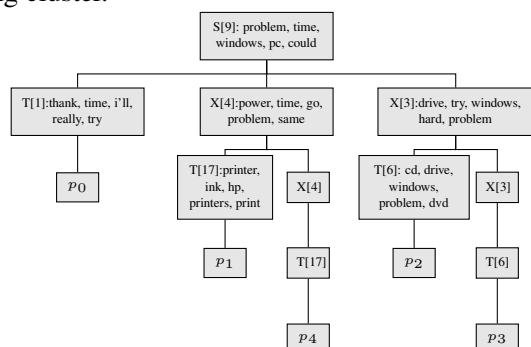 ng cluster.
S[9]: problem, time,
windows, pc, could
T[1]:thank, time, i'll,
really, try
X[4]:power, time, go,
problem, same
X[3]:drive, try, windows,
hard, problem
p0
T[17]:printer,
ink, hp,
printers, print
X[4]
T[6]: cd, drive,
windows,
problem, dvd
X[3]
p1
T[17]
p2
T[6]
p4
p3